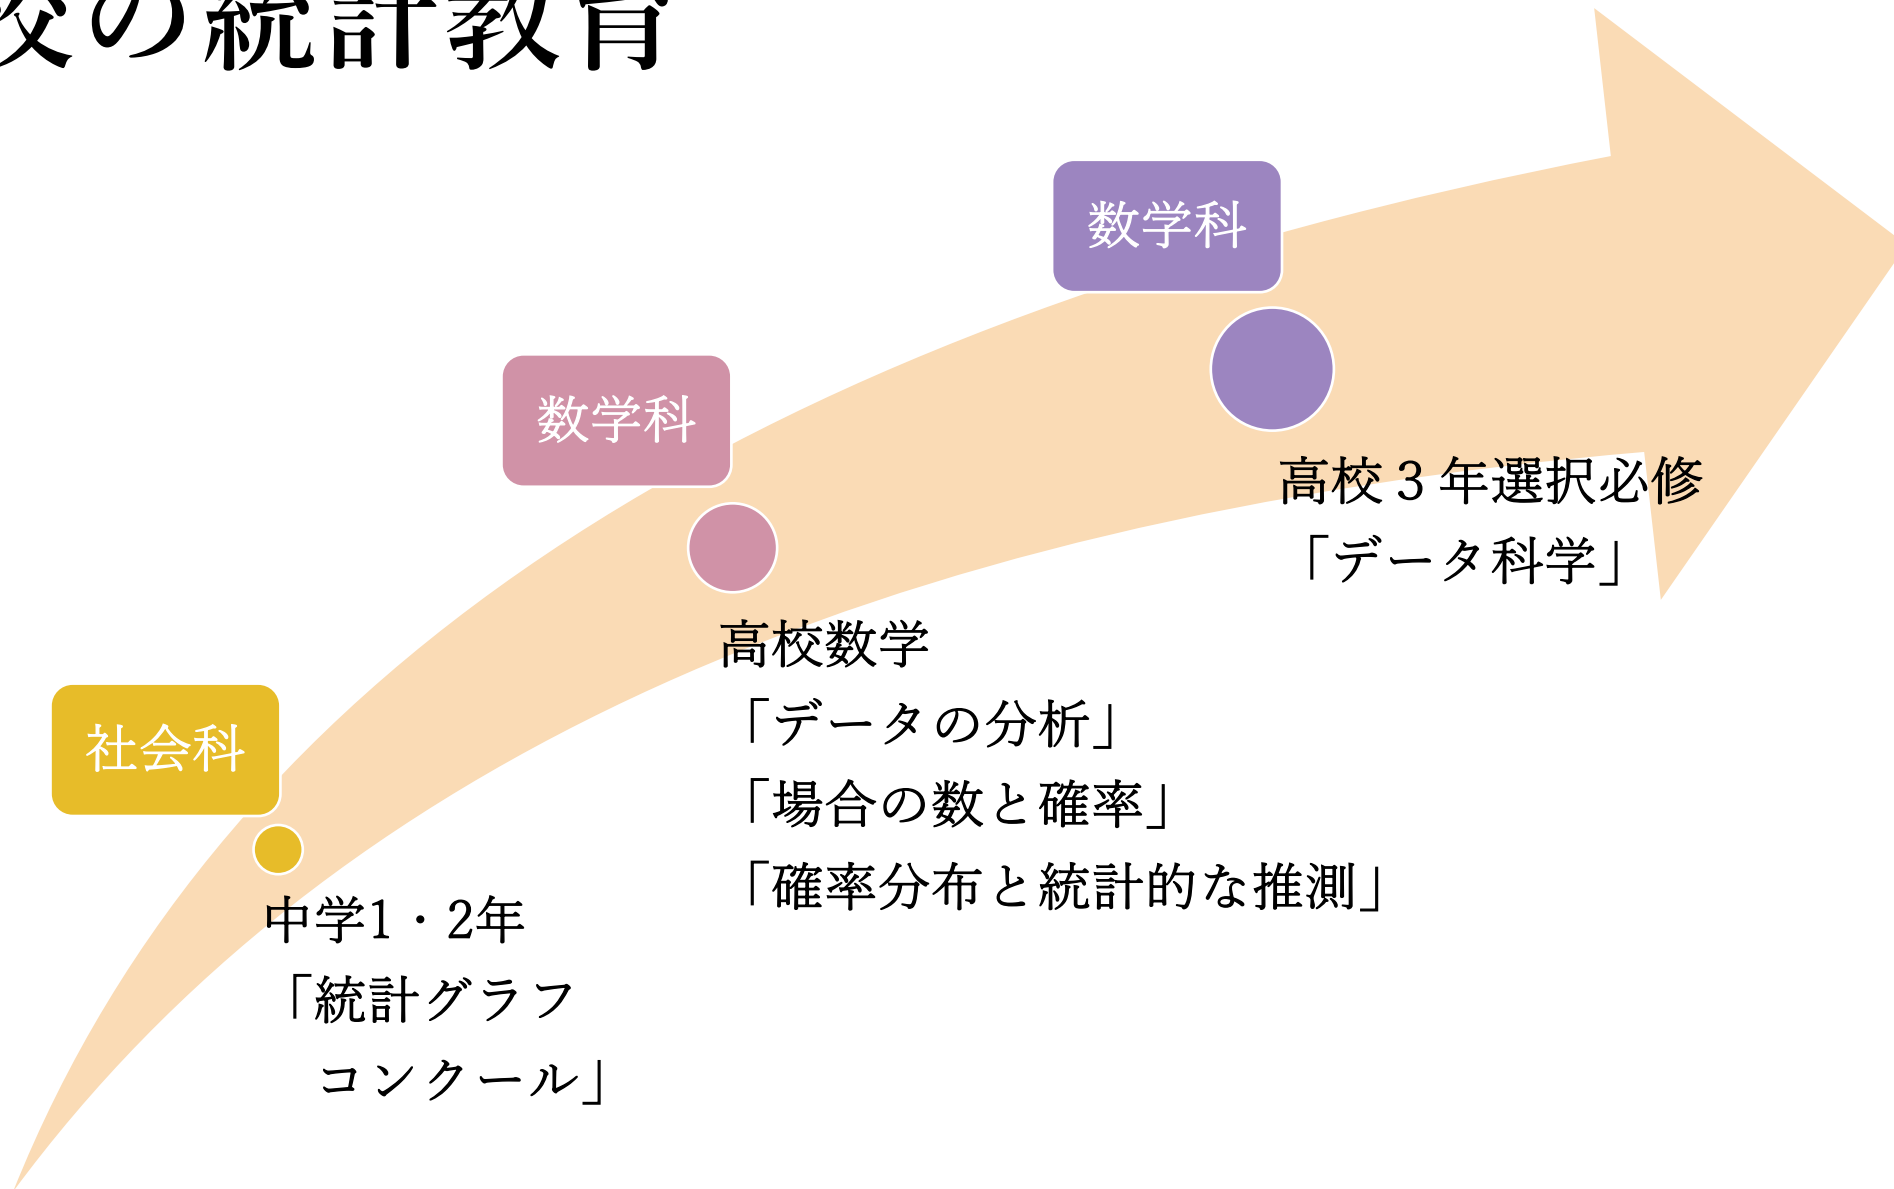 校の統計教育
数学科
数学科
高校３年選択必修
「データ科学」
高校数学
「データの分析」
「場合の数と確率」
「確率分布と統計的な推測」
社会科
中学1・2年
「統計グラフ
コンクール」